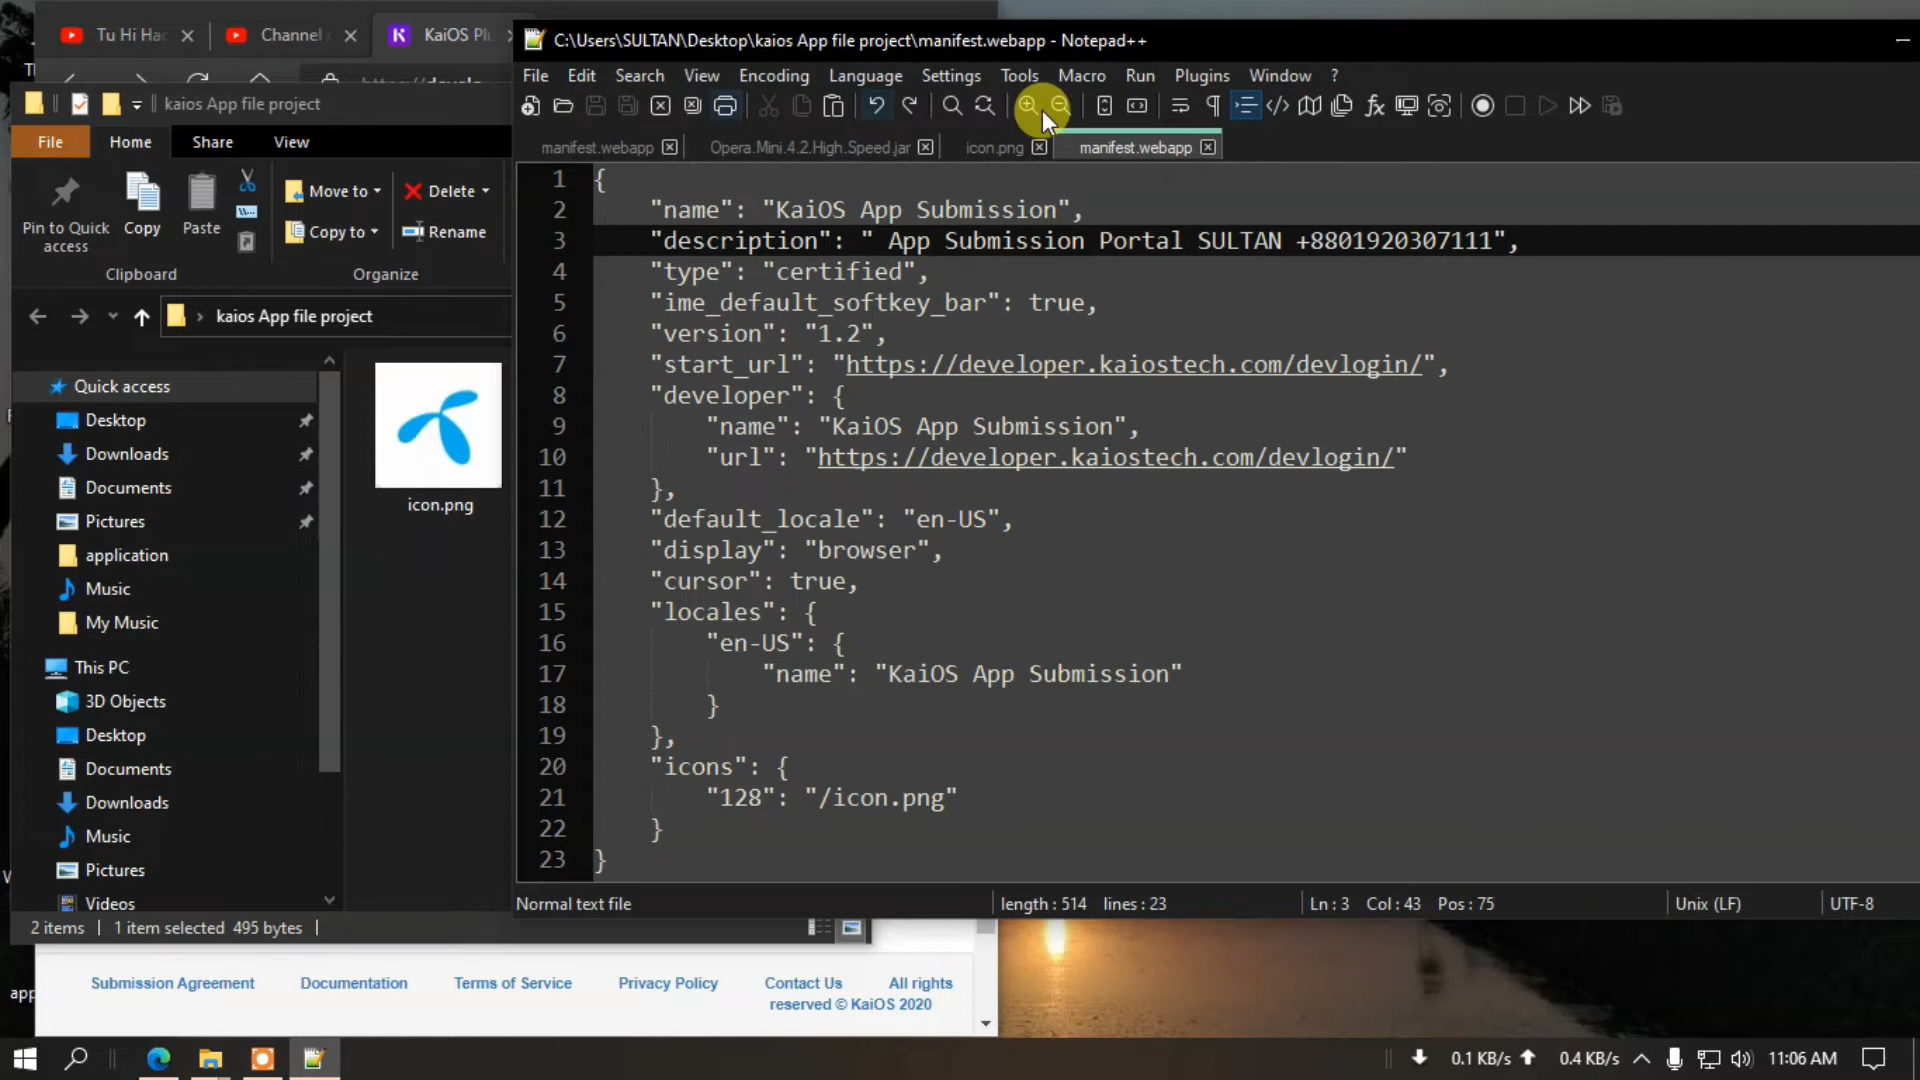 Tu Hi Hac
Channel
KaiOS Plu
C:\Users\SULTAN\Desktop\kaios App file project\manifest.webapp - Notepad++
File Edit Search View Encoding Language Settings Tools Macro Run Plugins Window ?
manifest.webapp Opera.Mini.4.2.High.Speed.jar icon.png manifest.webapp
kaios App file project
File Home Share View
Pin to Quick access
Copy
Paste
Move to
Copy to
Delete
Rename
Clipboard
Organize
kaios App file project
Quick access
Desktop
Downloads
Documents
Pictures
application
Music
My Music
This PC
3D Objects
Desktop
Documents
Downloads
Music
Pictures
Videos
icon.png
2 items 1 item selected 495 bytes
1 {
2 "name": "KaiOS App Submission",
3 "description": " App Submission Portal SULTAN +8801920307111",
4 "type": "certified",
5 "ime_default_softkey_bar": true,
6 "version": "1.2",
7 "start_url": "https://developer.kaiostech.com/devlogin/",
8 "developer": {
9 "name": "KaiOS App Submission",
10 "url": "https://developer.kaiostech.com/devlogin/"
11 },
12 "default_locale": "en-US",
13 "display": "browser",
14 "cursor": true,
15 "locales": {
16 "en-US": {
17 "name": "KaiOS App Submission"
18 }
19 },
20 "icons": {
21 "128": "/icon.png"
22 }
23 }
Normal text file length : 514 lines : 23 Ln : 3 Col : 43 Pos : 75 Unix (LF) UTF-8
Submission Agreement Documentation Terms of Service Privacy Policy Contact Us All rights
reserved © KaiOS 2020
app
0.1 KB/s 0.4 KB/s 11:06 AM